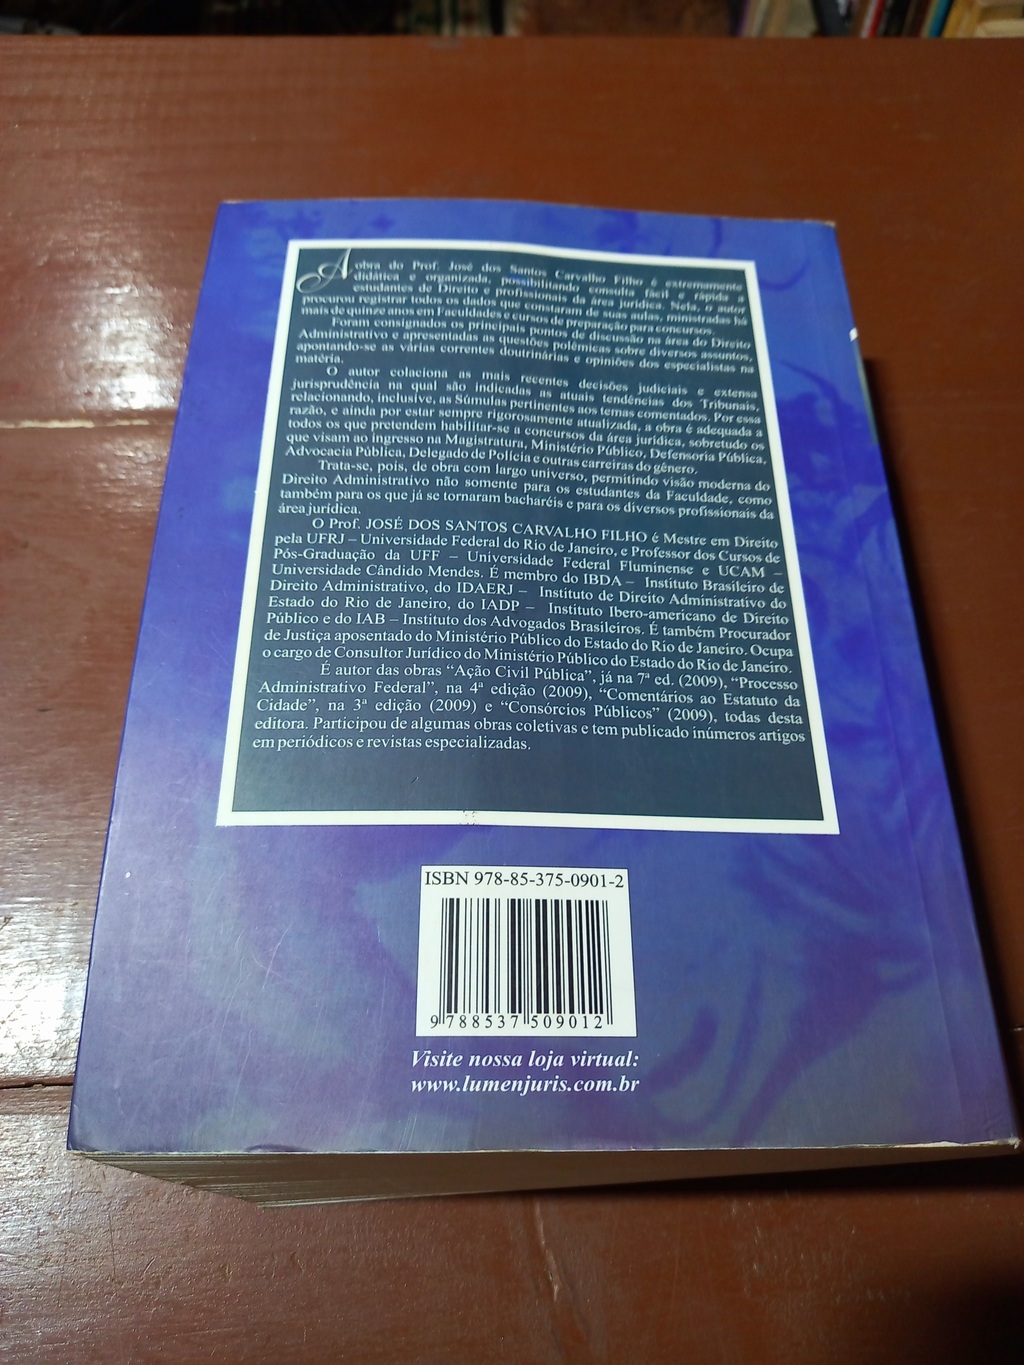 A obra do Prof. José dos Santos Carvalho Filho é extremamente
didática e organizada, possibilitando consulta fácil e rápida a
estudantes de Direito e profissionais da área jurídica. Nela, o autor
procurou registrar todos os dados que constaram de suas aulas, ministradas há
mais de quinze anos em Faculdades e cursos de preparação para concursos.
Foram consignados os principais pontos de discussão na área do Direito
Administrativo e apresentadas as questões polêmicas sobre diversos assuntos,
apontando-se as várias correntes doutrinárias e opiniões dos especialistas na
matéria.
O autor colaciona as mais recentes decisões judiciais e extensa
jurisprudência na qual são indicadas as atuais tendências dos Tribunais,
relacionando, inclusive, as Súmulas pertinentes aos temas comentados. Por essa
razão, e ainda por estar sempre rigorosamente atualizada, a obra é adequada a
todos os que pretendem habilitar-se a concursos da área jurídica, sobretudo os
que visam ao ingresso na Magistratura, Ministério Público, Defensoria Pública,
Advocacia Pública, Delegado de Polícia e outras carreiras do gênero.
Trata-se, pois, de obra com largo universo, permitindo visão moderna do
Direito Administrativo não somente para os estudantes da Faculdade, como
também para os que já se tornaram bacharéis e para os diversos profissionais da
área jurídica.
O Prof. JOSÉ DOS SANTOS CARVALHO FILHO é Mestre em Direito
pela UFRJ – Universidade Federal do Rio de Janeiro, e Professor dos Cursos de
Pós-Graduação da UFF – Universidade Federal Fluminense e UCAM –
Universidade Cândido Mendes. É membro do IBDA – Instituto Brasileiro de
Direito Administrativo, do IDAERJ – Instituto de Direito Administrativo do
Estado do Rio de Janeiro, do IADP – Instituto Ibero-americano de Direito
Público e do IAB – Instituto dos Advogados Brasileiros. É também Procurador
de Justiça aposentado do Ministério Público do Estado do Rio de Janeiro. Ocupa
o cargo de Consultor Jurídico do Ministério Público do Estado do Rio de Janeiro.
É autor das obras “Ação Civil Pública”, já na 7ª ed. (2009), “Processo
Administrativo Federal”, na 4ª edição (2009), “Comentários ao Estatuto da
Cidade”, na 3ª edição (2009) e “Consórcios Públicos” (2009), todas desta
editora. Participou de algumas obras coletivas e tem publicado inúmeros artigos
em periódicos e revistas especializadas.
ISBN 978-85-375-0901-2
9 788537 509012
Visite nossa loja virtual:
www.lumenjuris.com.br